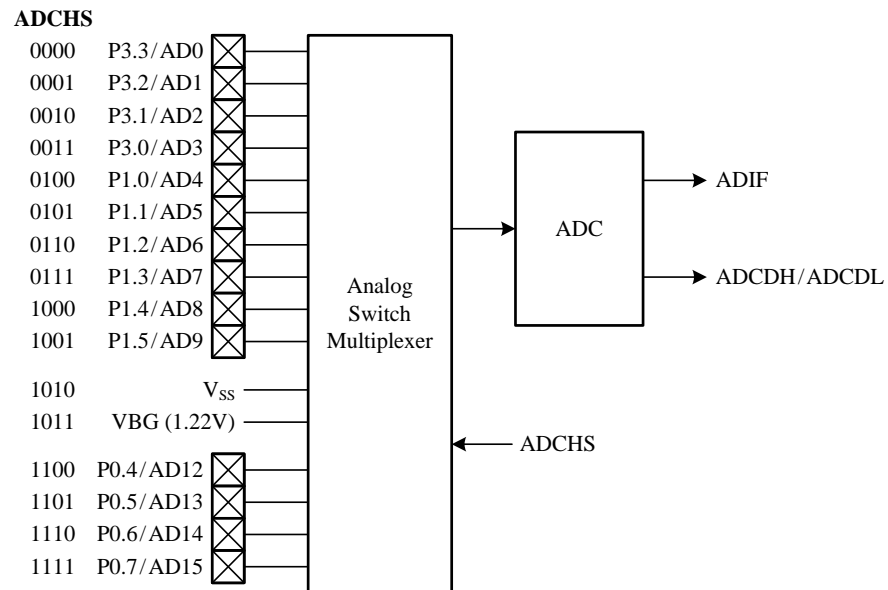 ADCHS
0000 P3.3/AD0
0001 P3.2/AD1
0010 P3.1/AD2
0011 P3.0/AD3
0100 P1.0/AD4
0101 P1.1/AD5
0110 P1.2/AD6
0111 P1.3/AD7
1000 P1.4/AD8
1001 P1.5/AD9
1010 VSS
1011 VBG (1.22V)
1100 P0.4/AD12
1101 P0.5/AD13
1110 P0.6/AD14
1111 P0.7/AD15
Analog
Switch
Multiplexer
ADC
ADIF
ADCDH/ADCDL
ADCHS